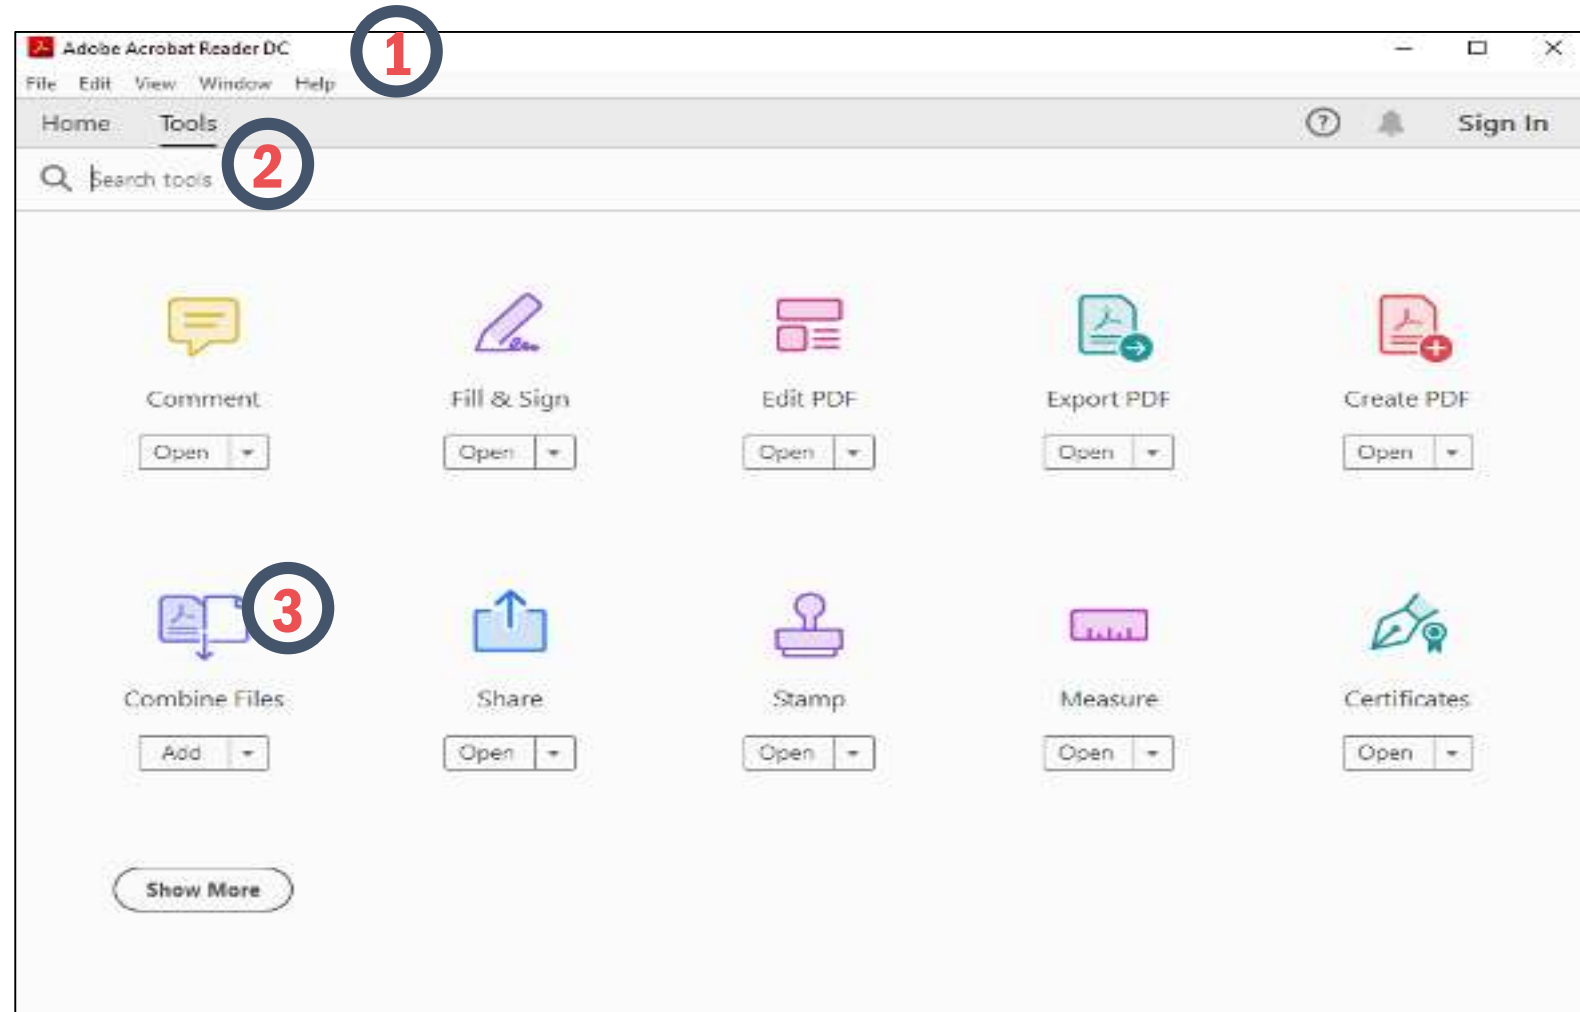 Adobe Acrobat Reader DC 1
File Edit View Window Help
Home Tools ? Sign In
Search tools 2
Comment Fill & Sign Edit PDF Export PDF Create PDF
Open Open Open Open Open
3
Combine Files Share Stamp Measure Certificates
Add Open Open Open Open
Show More